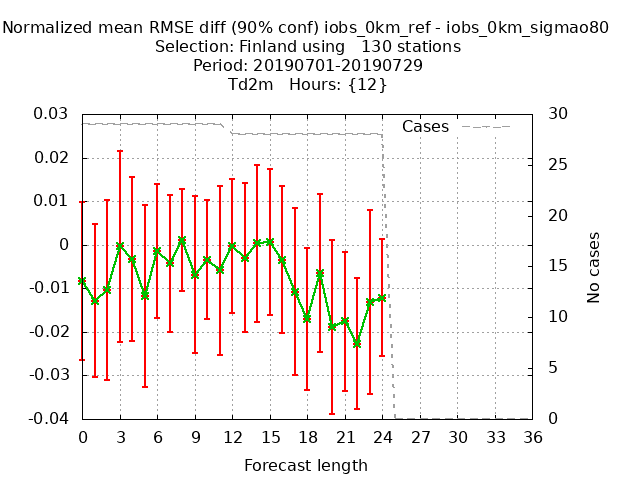 Normalized mean RMSE diff (90% conf) iobs_0km_ref - iobs_0km_sigmao80
Selection: Finland using   130 stations
Period: 20190701-20190729
Td2m   Hours: {12}
Cases
0.03
0.02
0.01
0
-0.01
-0.02
-0.03
-0.04
30
25
20
15
10
5
0
No cases
0 3 6 9 12 15 18 21 24 27 30 33 36
Forecast length